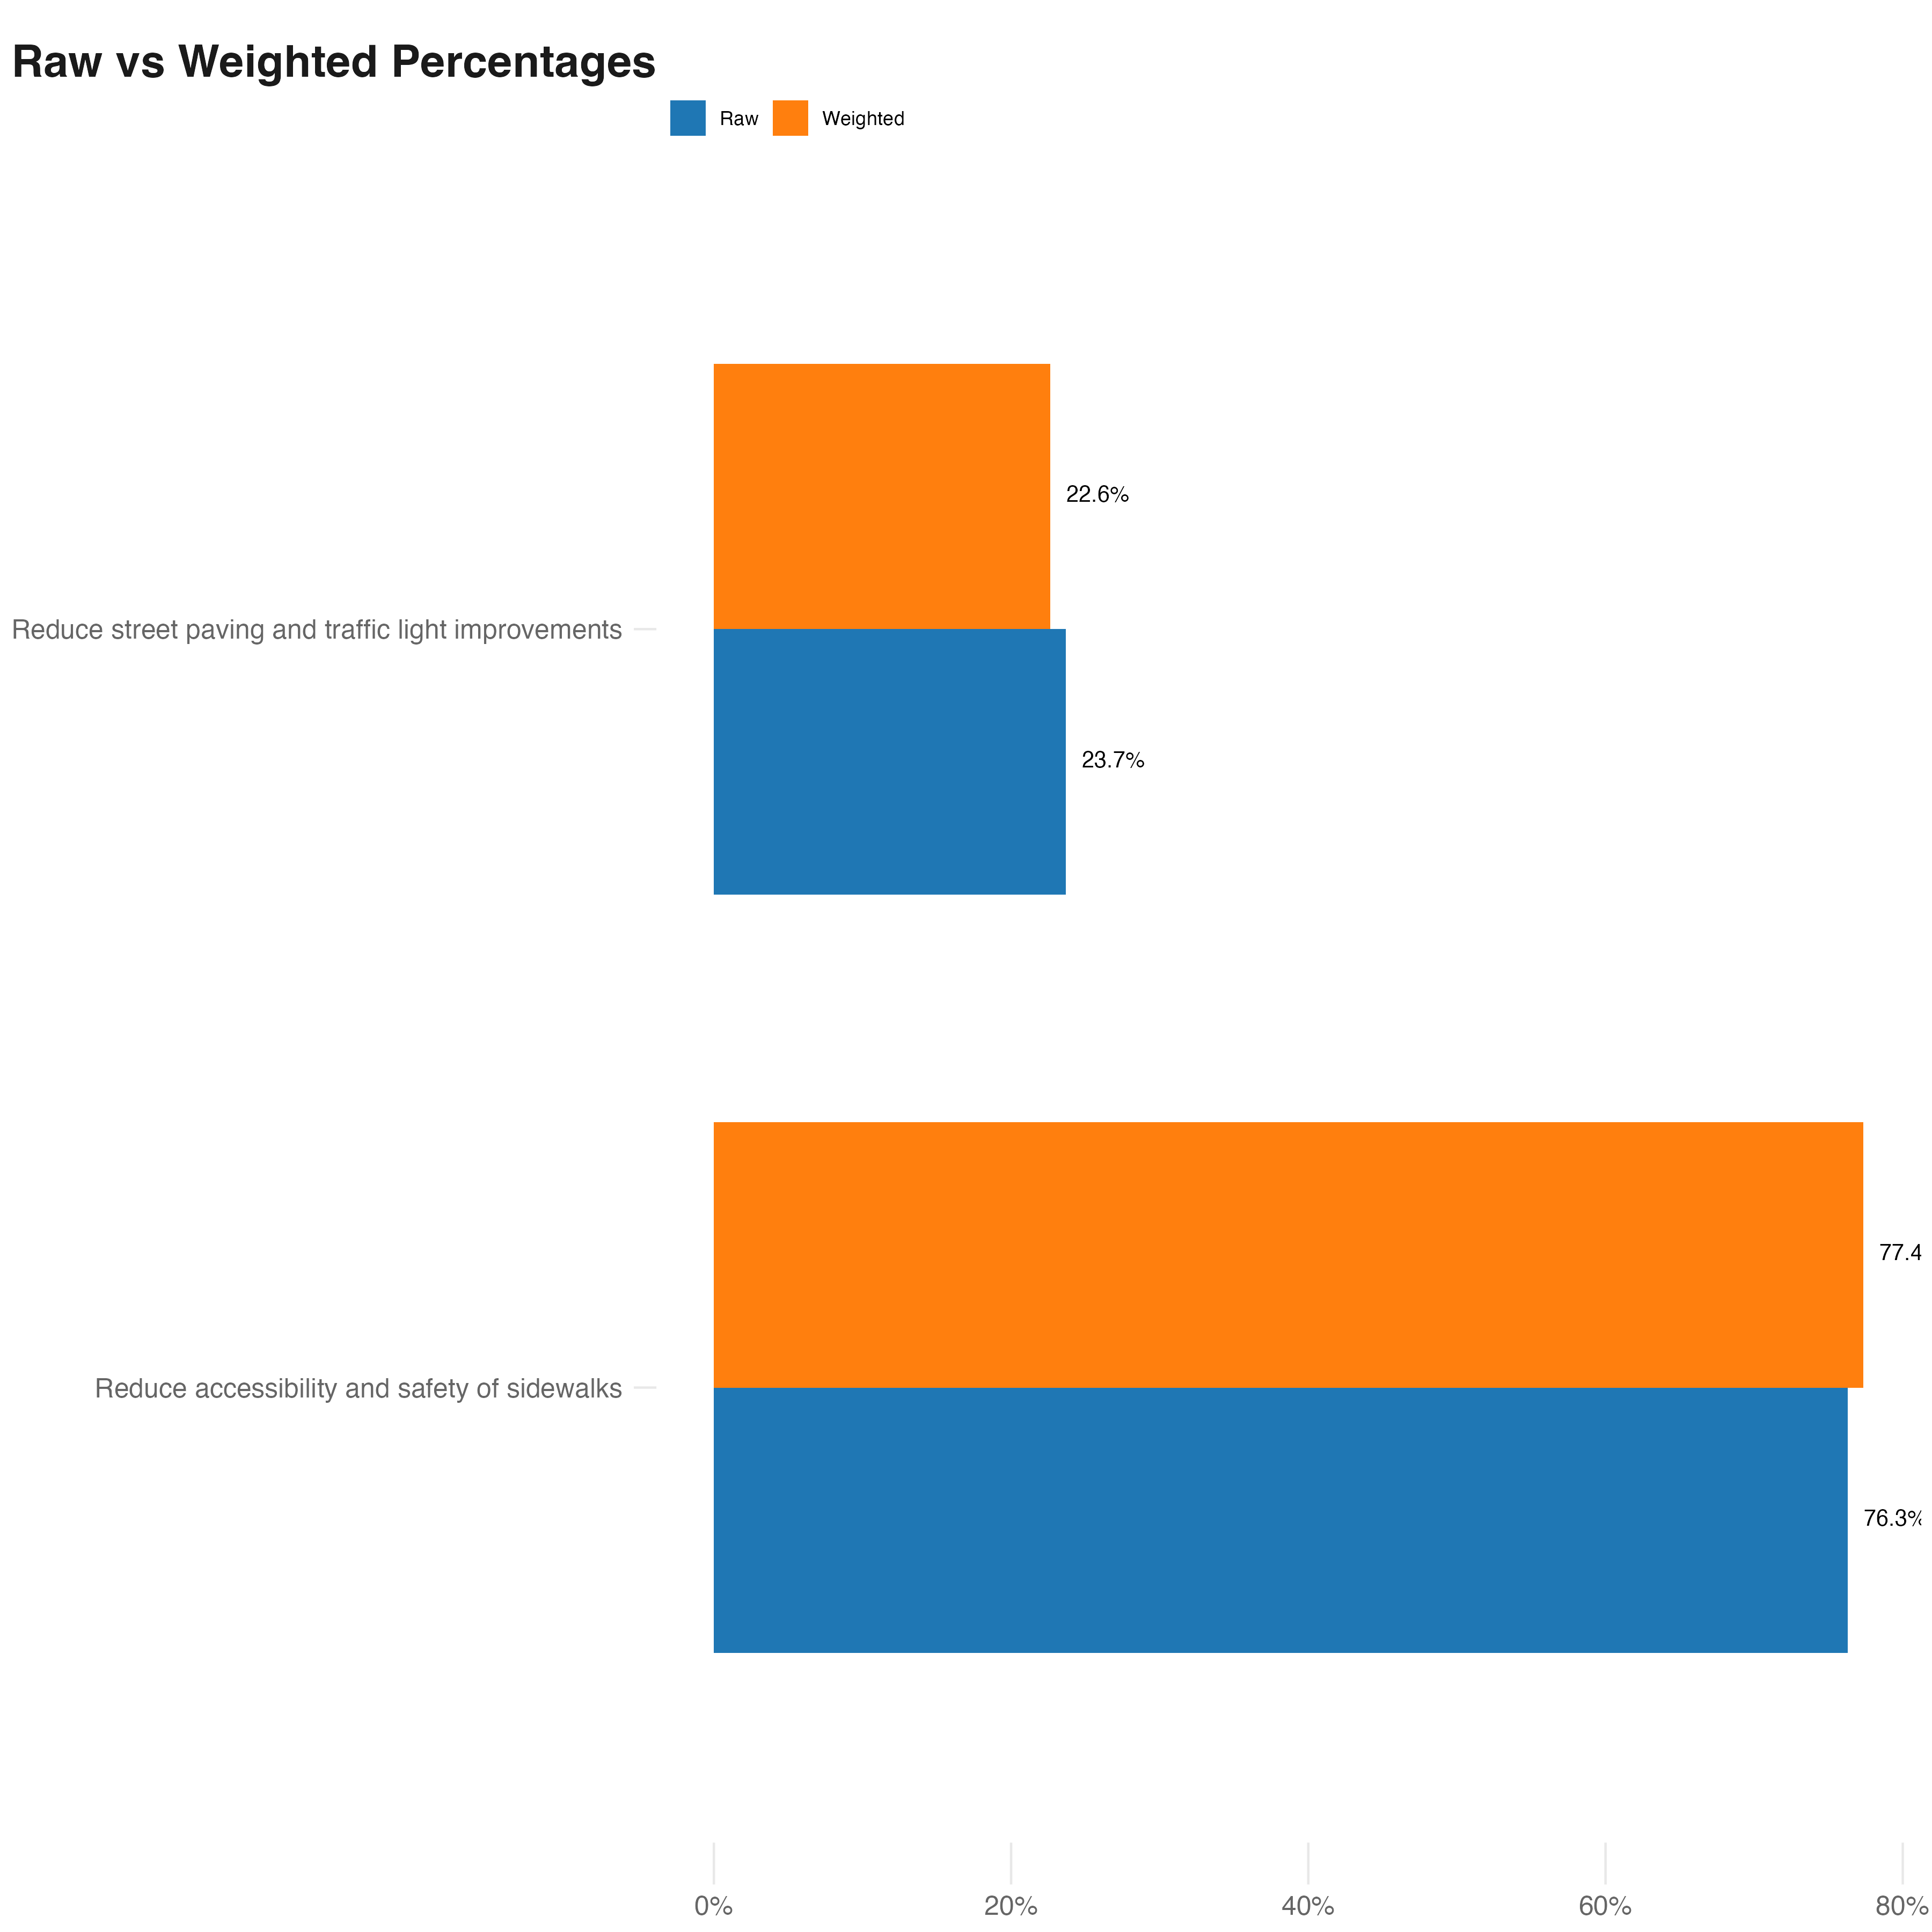 Raw vs Weighted Percentages
Raw Weighted
22.6%
Reduce street paving and traffic light improvements
23.7%
77.4
Reduce accessibility and safety of sidewalks
76.3%
0% 20% 40% 60% 80%